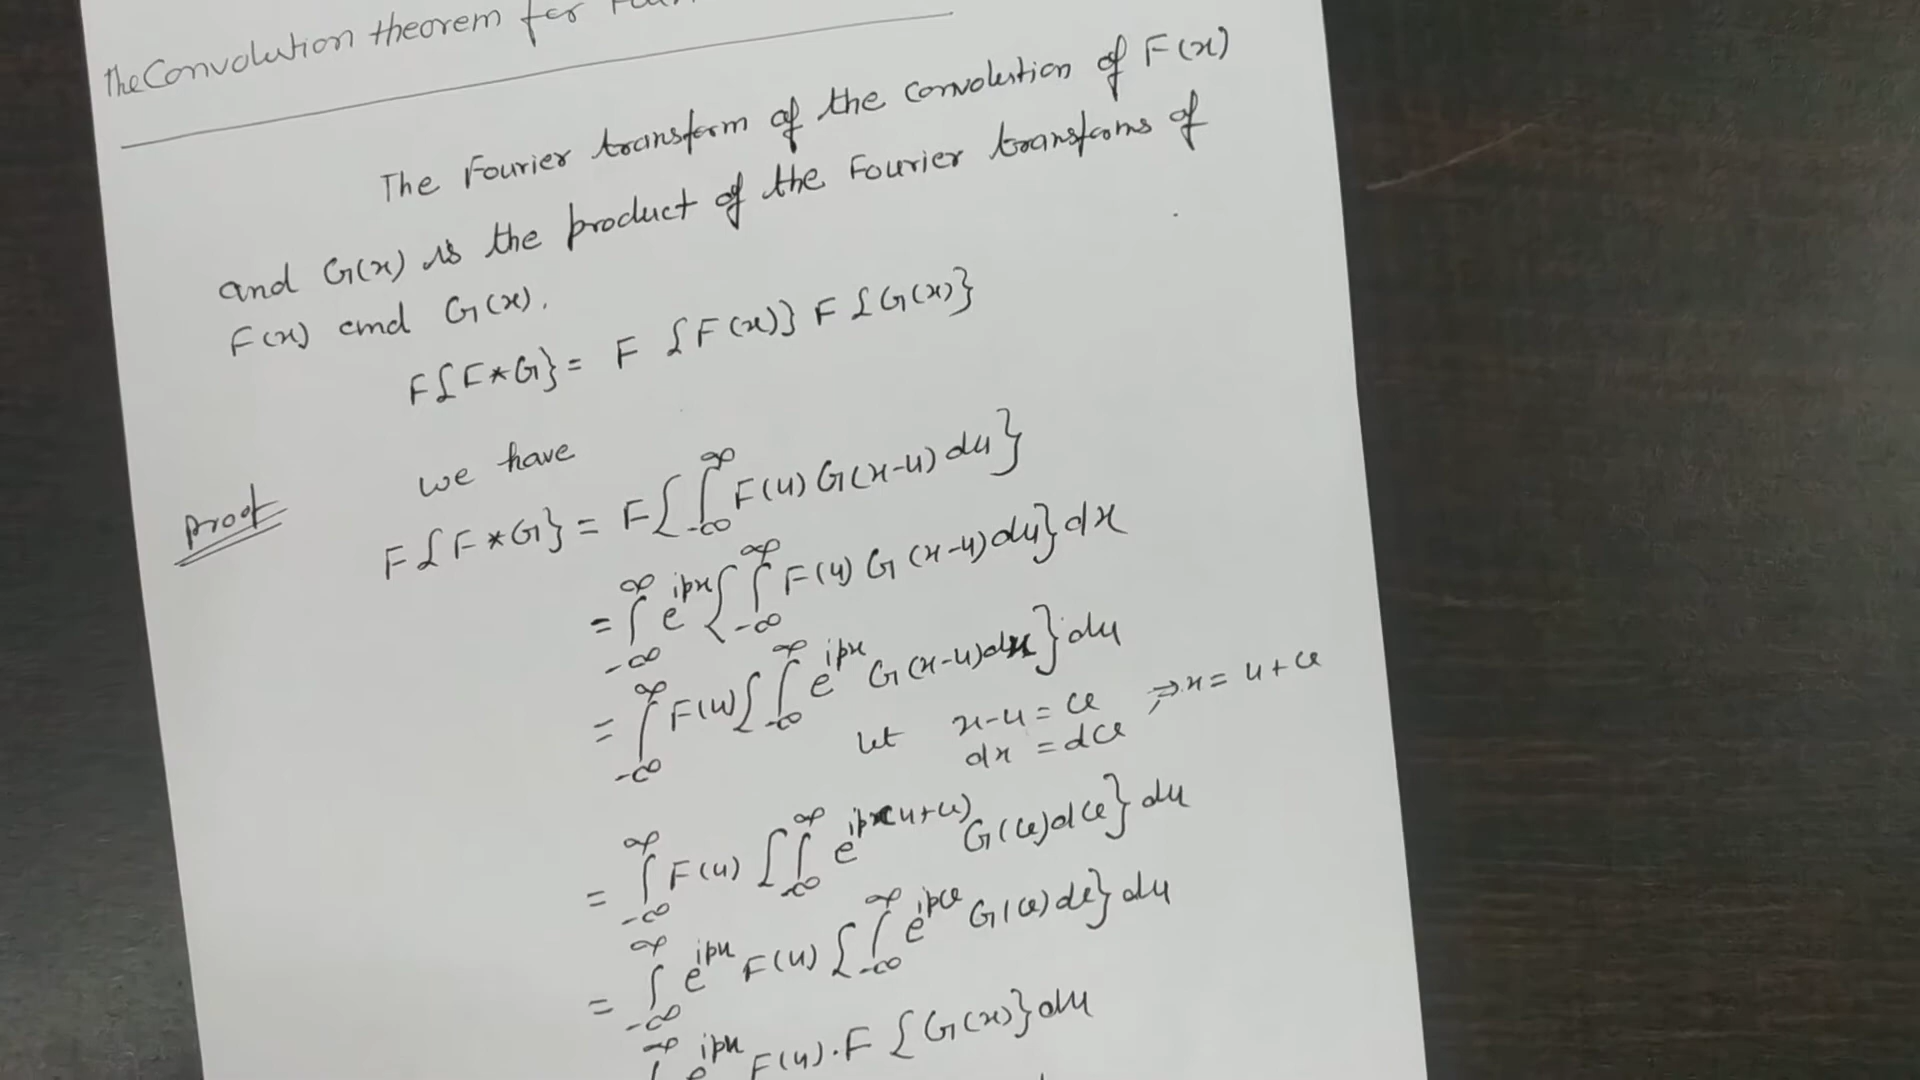 The Convolution theorem for
The Fourier transform of the convolution of F(x)
and G(x) is the product of the Fourier transforms of
F(x) and G(x).
F{F*G} = F {F(x)} F {G(x)}
Proof
we have
F{F*G} = F{∫_{-∞}^{∞} F(u) G(x-u) du}
= ∫_{-∞}^{∞} e^{ipx} {∫_{-∞}^{∞} F(u) G(x-u) du} dx
= ∫_{-∞}^{∞} F(u) {∫_{-∞}^{∞} e^{ipx} G(x-u) dx} du
let x-u = v ⇒ x = u+v
dx = dv
= ∫_{-∞}^{∞} F(u) {∫_{-∞}^{∞} e^{ip(u+v)} G(v) dv} du
= ∫_{-∞}^{∞} e^{ipu} F(u) {∫_{-∞}^{∞} e^{ipv} G(v) dv} du
∫^{∞} e^{ipu} F(u) . F {G(x)} du